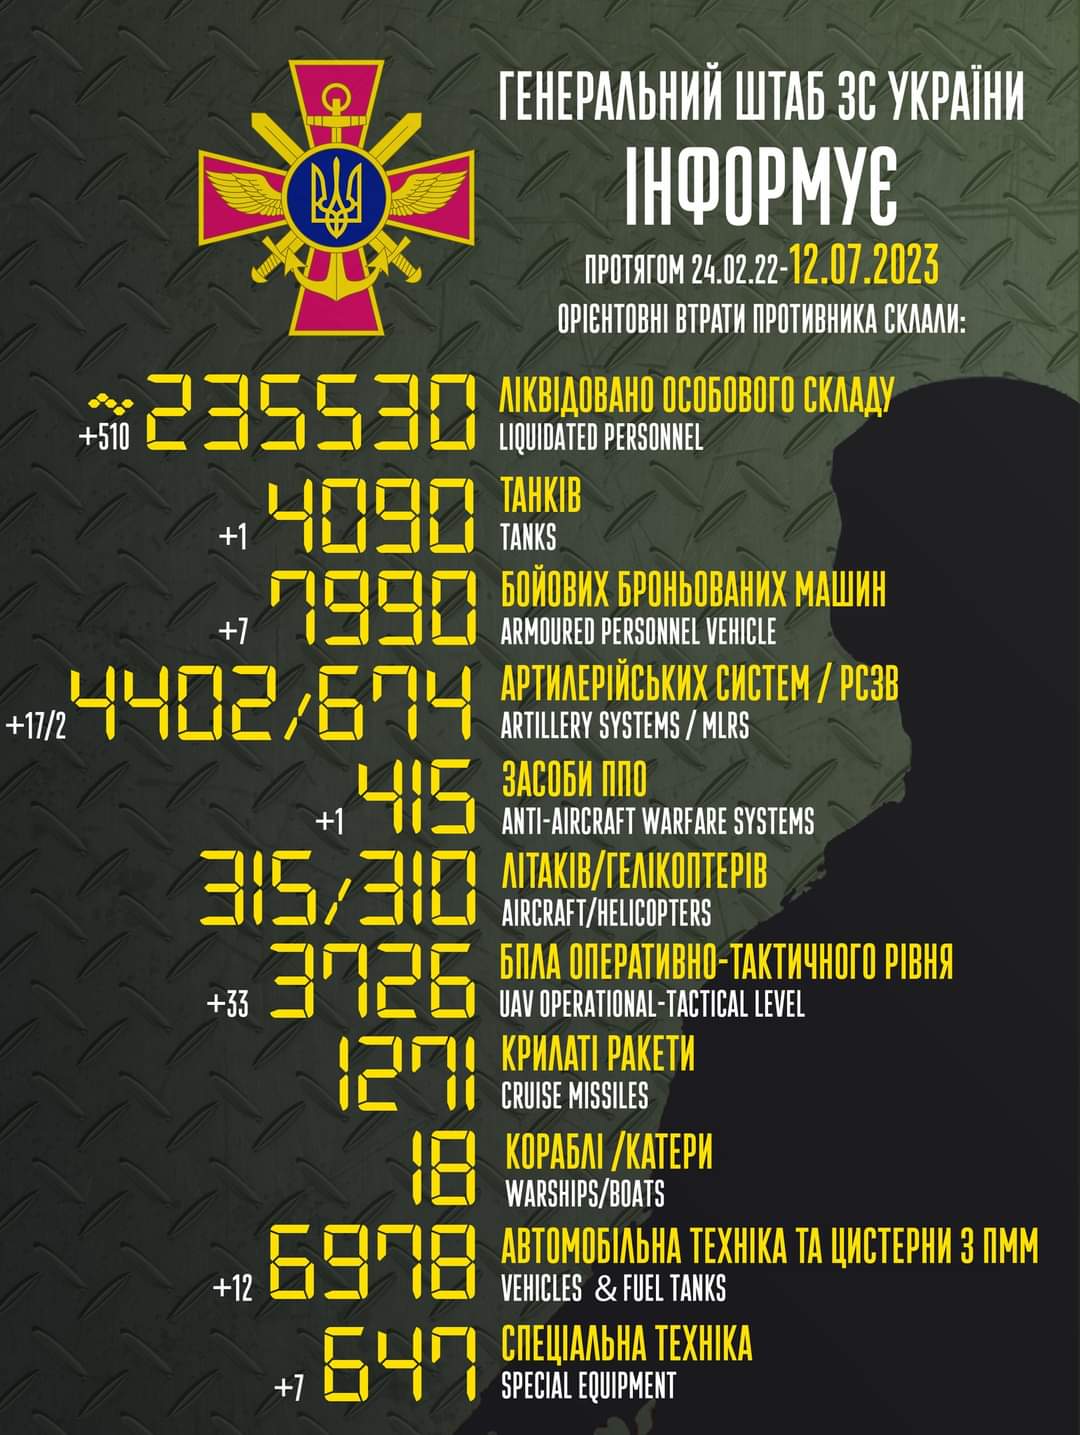 ГЕНЕРАЛЬНИЙ ШТАБ ЗС УКРАЇНИ
ІНФОРМУЄ
ПРОТЯГОМ 24.02.22-12.07.2023
ОРІЄНТОВНІ ВТРАТИ ПРОТИВНИКА СКЛАЛИ:
+510 ~235530 ЛІКВІДОВАНО ОСОБОВОГО СКЛАДУ
LIQUIDATED PERSONNEL
+1 4090 ТАНКІВ
TANKS
+7 7990 БОЙОВИХ БРОНЬОВАНИХ МАШИН
ARMOURED PERSONNEL VEHICLE
+17/2 4402/674 АРТИЛЕРІЙСЬКИХ СИСТЕМ / РСЗВ
ARTILLERY SYSTEMS / MLRS
+1 415 ЗАСОБИ ППО
ANTI-AIRCRAFT WARFARE SYSTEMS
315/310 ЛІТАКІВ/ГЕЛІКОПТЕРІВ
AIRCRAFT/HELICOPTERS
+33 3726 БПЛА ОПЕРАТИВНО-ТАКТИЧНОГО РІВНЯ
UAV OPERATIONAL-TACTICAL LEVEL
1271 КРИЛАТІ РАКЕТИ
CRUISE MISSILES
18 КОРАБЛІ /КАТЕРИ
WARSHIPS/BOATS
+12 6978 АВТОМОБІЛЬНА ТЕХНІКА ТА ЦИСТЕРНИ З ПММ
VEHICLES & FUEL TANKS
+7 647 СПЕЦІАЛЬНА ТЕХНІКА
SPECIAL EQUIPMENT